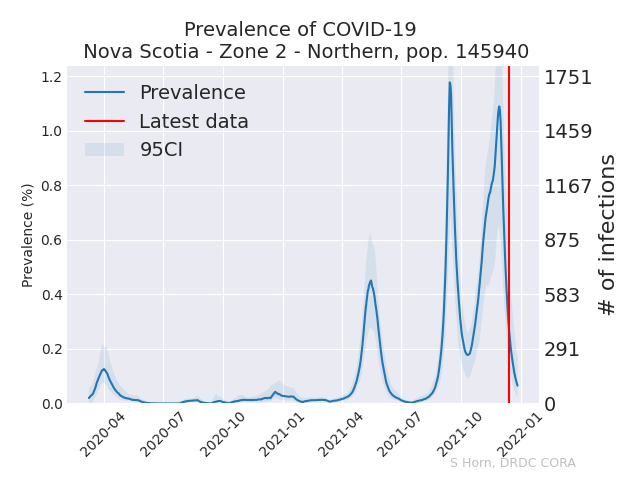 Prevalence of COVID-19
Nova Scotia - Zone 2 - Northern, pop. 145940
Prevalence
Latest data
95CI
Prevalence (%)
1.2
1.0
0.8
0.6
0.4
0.2
0.0
1751
1459
1167
875
583
291
0
# of infections
2020-04
2020-07
2020-10
2021-01
2021-04
2021-07
2021-10
2022-01
S Horn, DRDC CORA